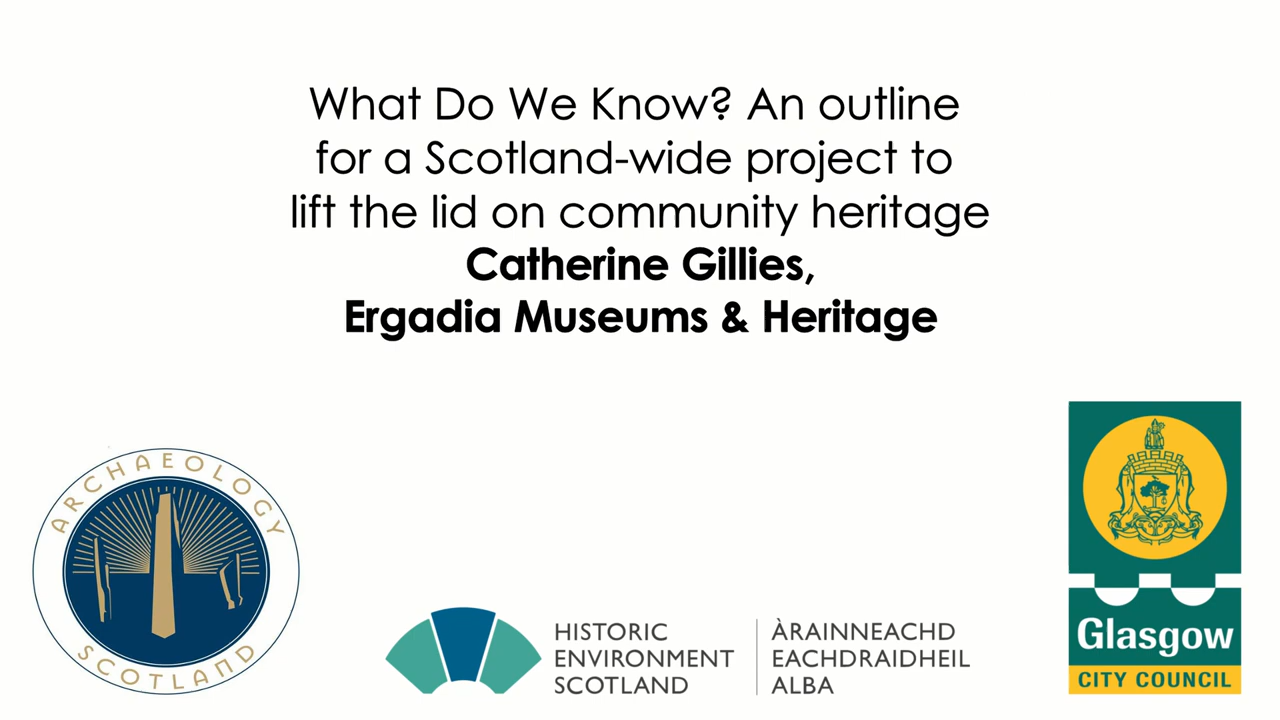 What Do We Know? An outline
for a Scotland-wide project to
lift the lid on community heritage
Catherine Gillies,
Ergadia Museums & Heritage
ARCHAEOLOGY
SCOTLAND
HISTORIC
ENVIRONMENT
SCOTLAND
ÀRAINNEACHD
EACHDRAIDHEIL
ALBA
Glasgow
CITY COUNCIL